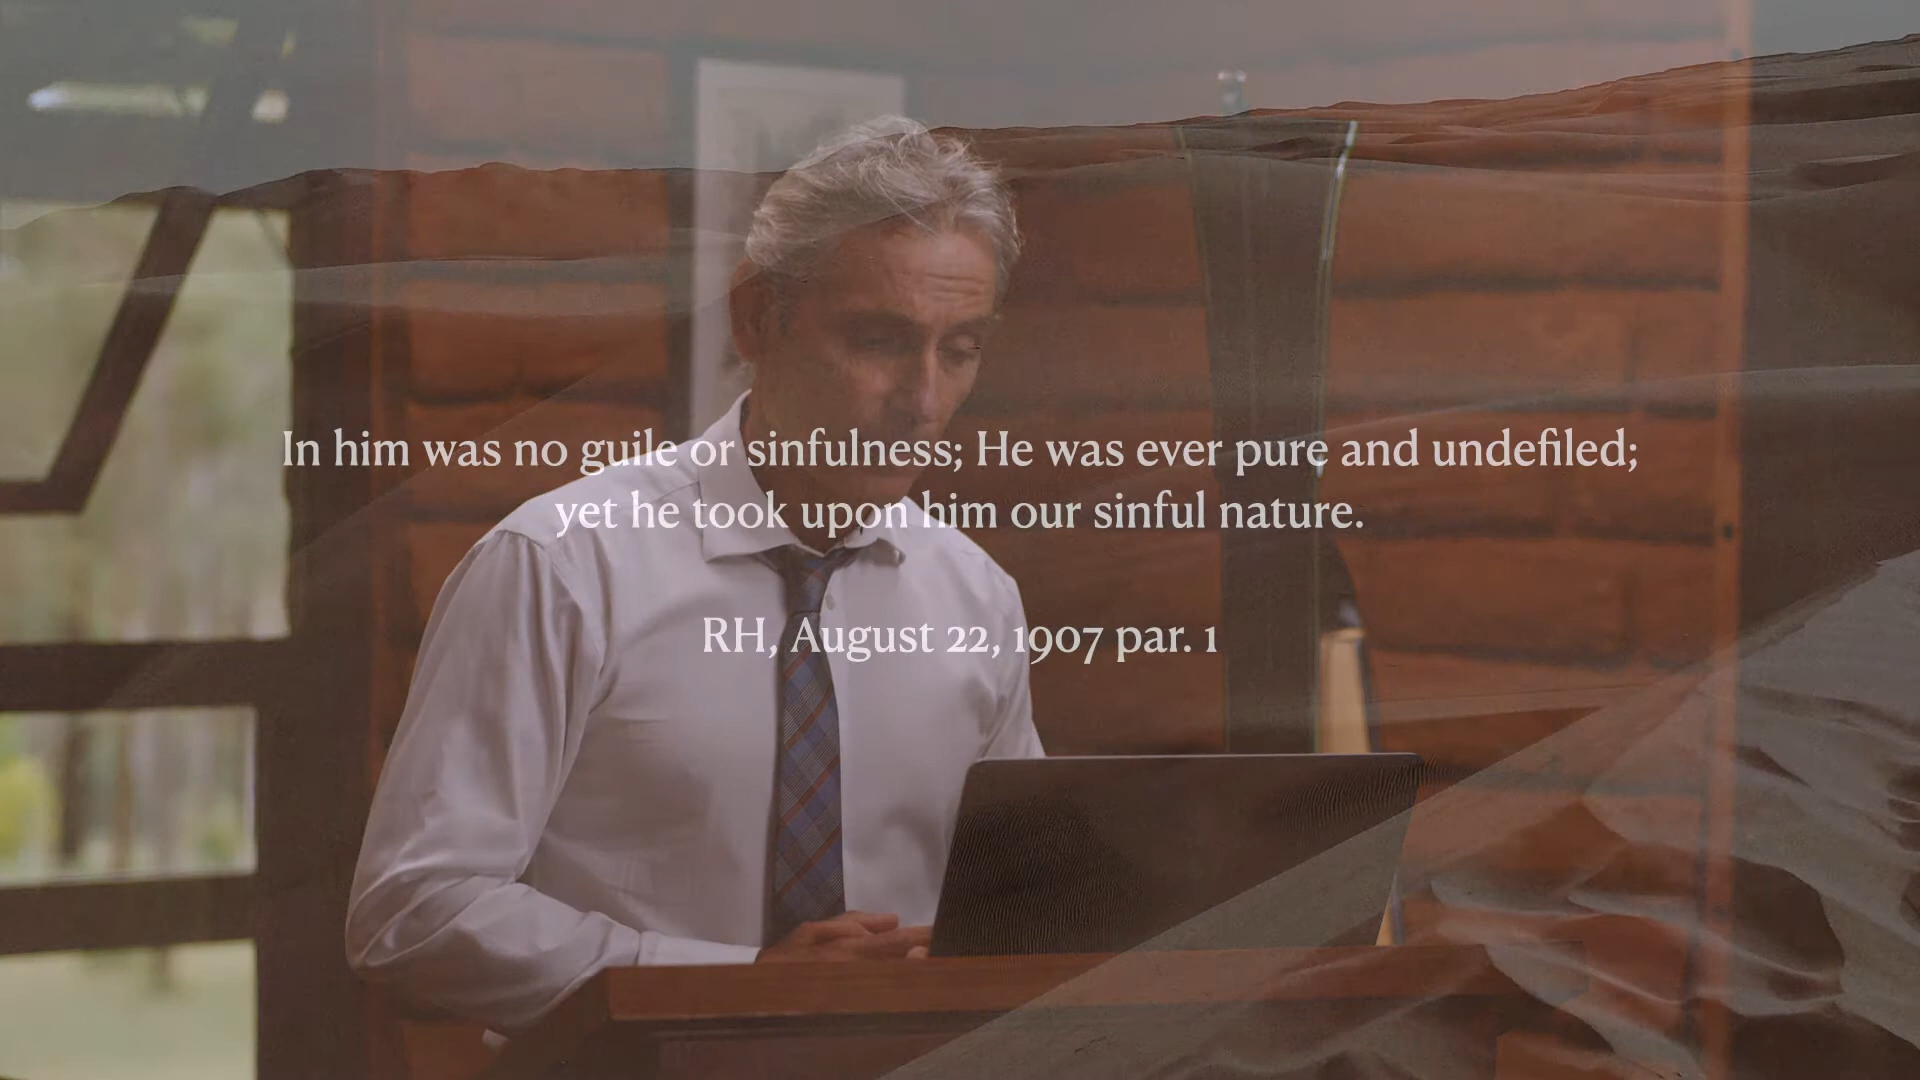 In him was no guile or sinfulness; He was ever pure and undefiled;
yet he took upon him our sinful nature.
RH, August 22, 1907 par. 1